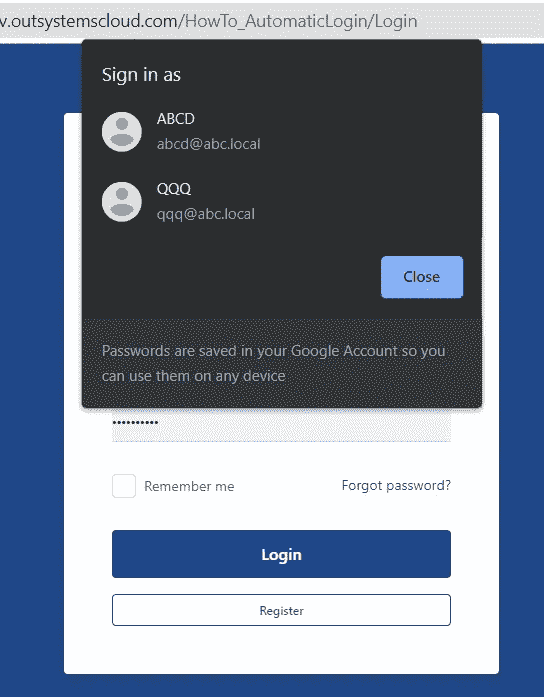 v.outsystemscloud.com/HowTo_AutomaticLogin/Login
Sign in as
ABCD
abcd@abc.local
QQQ
qqq@abc.local
Close
Passwords are saved in your Google Account so you
can use them on any device
••••••••••
Remember me
Forgot password?
Login
Register